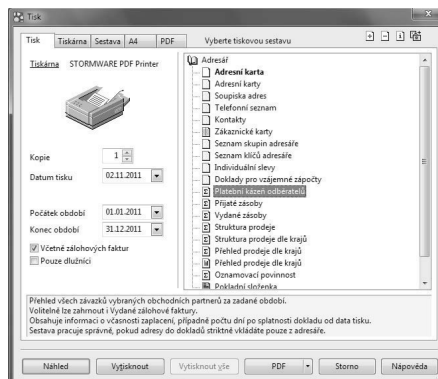 Tisk
Tisk Tiskárna Sestava A4 PDF
Vyberte tiskovou sestavu
Tiskárna STORMWARE PDF Printer
Kopie 1
Datum tisku 02.11.2011
Počátek období 01.01.2011
Konec období 31.12.2011
Včetně zálohových faktur
Pouze dlužníci
Adresář
Adresní karta
Adresní karty
Soupiska adres
Telefonní seznam
Kontakty
Zákaznické karty
Seznam skupin adresáře
Seznam klíčů adresáře
Individuální slevy
Doklady pro vzájemné zápočty
Platební kázeň odběratelů
Přijaté zásoby
Vydané zásoby
Struktura prodeje
Struktura prodeje dle krajů
Přehled prodeje dle krajů
Přehled prodeje dle krajů
Oznamovací povinnost
Pokladní složenka
Přehled všech závazků vybraných obchodních partnerů za zadané období.
Volitelně lze zahrnout i Vydané zálohové faktury.
Obsahuje informaci o včasnosti zaplacení, případně počtu dní po splatnosti dokladu od data tisku.
Sestava pracuje správně, pokud adresy do dokladů striktně vkládáte pouze z adresáře.
Náhled Vytisknout Vytisknout vše PDF Storno Nápověda